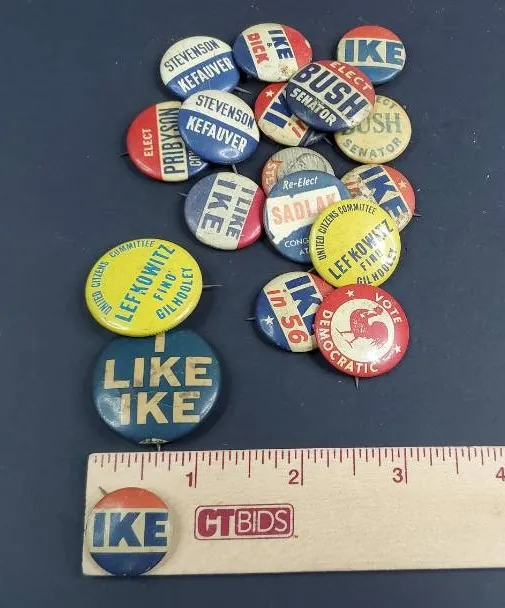 STEVENSON
KEFAUVER
IKE
&
DICK
IKE
ELECT
BUSH
SENATOR
STEVENSON
KEFAUVER
ELECT
PRIBYSON
BUSH
SENATOR
I LIKE
IKE
Re-Elect
SADLAK
IKE
UNITED CITIZENS COMMITTEE
LEFKOWITZ
FINO
GILHOOLEY
UNITED CITIZENS COMMITTEE
LEFKOWITZ
FINO
GILHOOLEY
IKE
in 56
VOTE
DEMOCRATIC
I
LIKE
IKE
1 2 3 4
IKE
CTBIDS